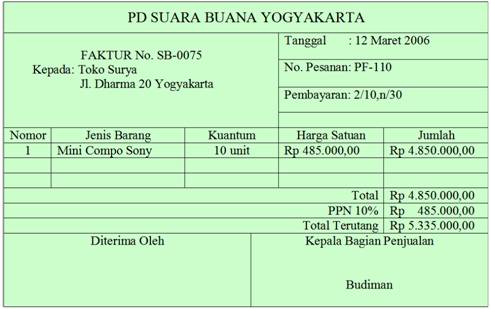 PD SUARA BUANA YOGYAKARTA
FAKTUR No. SB-0075
Kepada: Toko Surya
Jl. Dharma 20 Yogyakarta
Tanggal : 12 Maret 2006
No. Pesanan: PF-110
Pembayaran: 2/10,n/30
Nomor Jenis Barang Kuantum Harga Satuan Jumlah
1 Mini Compo Sony 10 unit Rp 485.000,00 Rp 4.850.000,00
Total Rp 4.850.000,00
PPN 10% Rp 485.000,00
Total Terutang Rp 5.335.000,00
Diterima Oleh Kepala Bagian Penjualan
Budiman